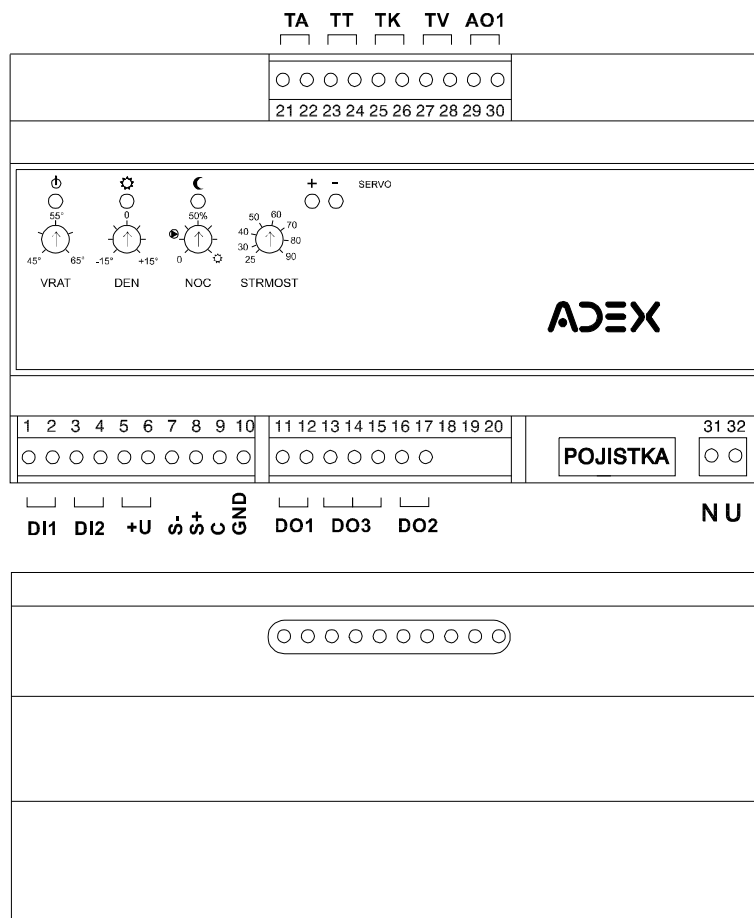 TA TT TK TV AO1
21 22 23 24 25 26 27 28 29 30
+ - SERVO
55° 0 50% 50 60 70
40 80
30 90
45° 65° -15° +15° 0 25
VRAT DEN NOC STRMOST
ADEX
1 2 3 4 5 6 7 8 9 10 11 12 13 14 15 16 17 18 19 20 31 32
POJISTKA
DI1 DI2 +U S- S+ C GND DO1 DO3 DO2 N U